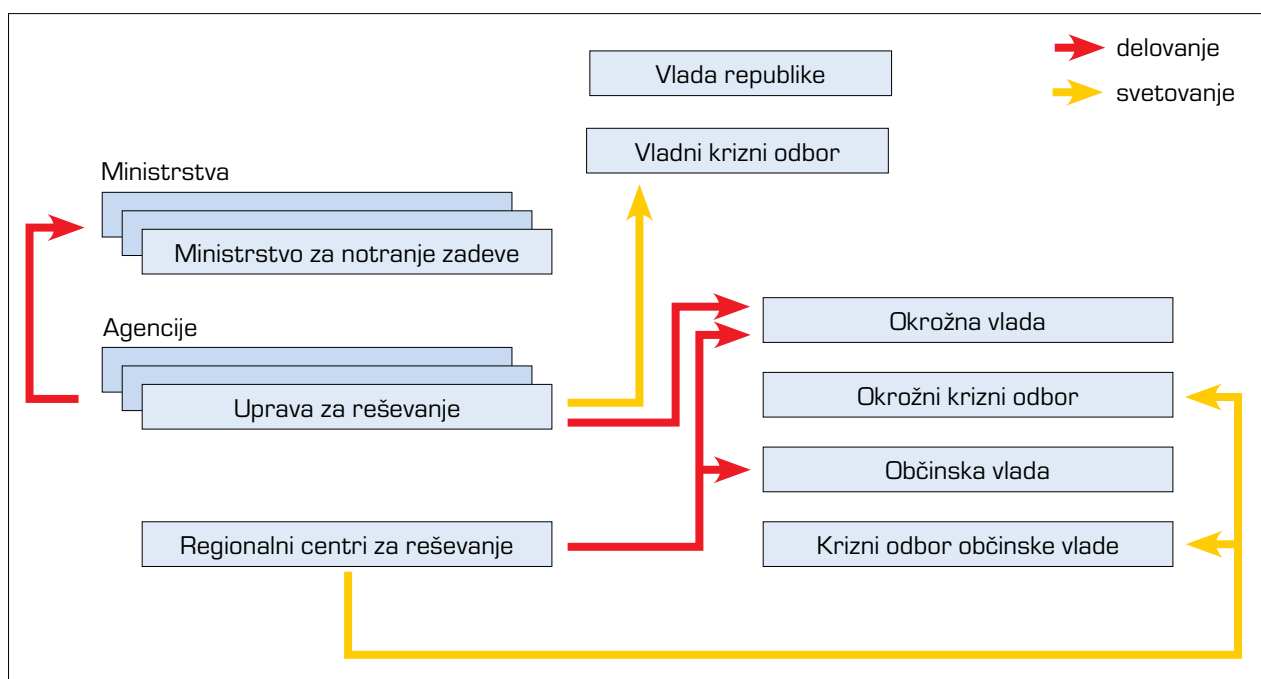 delovanje
svetovanje
Vlada republike
Vladni krizni odbor
Ministrstva
Ministrstvo za notranje zadeve
Agencije
Uprava za reševanje
Regionalni centri za reševanje
Okrožna vlada
Okrožni krizni odbor
Občinska vlada
Krizni odbor občinske vlade